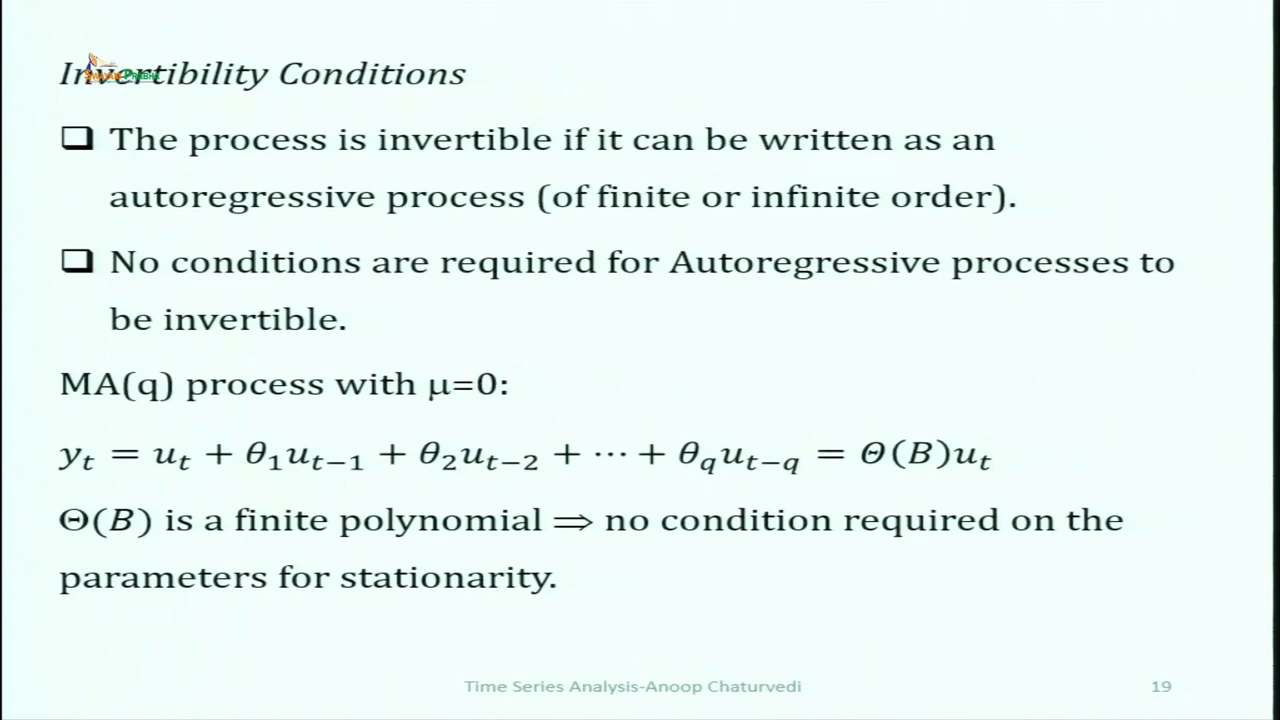 Invertibility Conditions
SWAYAM PRABHA
❑ The process is invertible if it can be written as an
autoregressive process (of finite or infinite order).
❑ No conditions are required for Autoregressive processes to
be invertible.
MA(q) process with μ=0:
y_t = u_t + θ_1u_{t−1} + θ_2u_{t−2} + ⋯ + θ_qu_{t−q} = Θ(B)u_t
Θ(B) is a finite polynomial ⟹ no condition required on the
parameters for stationarity.
Time Series Analysis-Anoop Chaturvedi
19